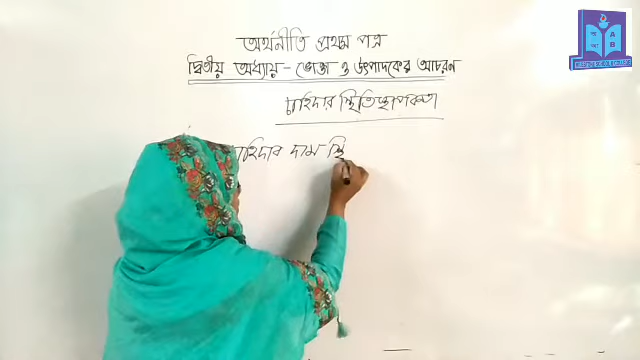 অর্থনীতি প্রথম পত্র
দ্বিতীয় অধ্যায় - ভোক্তা ও উৎপাদকের আচরণ
চাহিদার স্থিতিস্থাপকতা
চাহিদার দাম স্থি